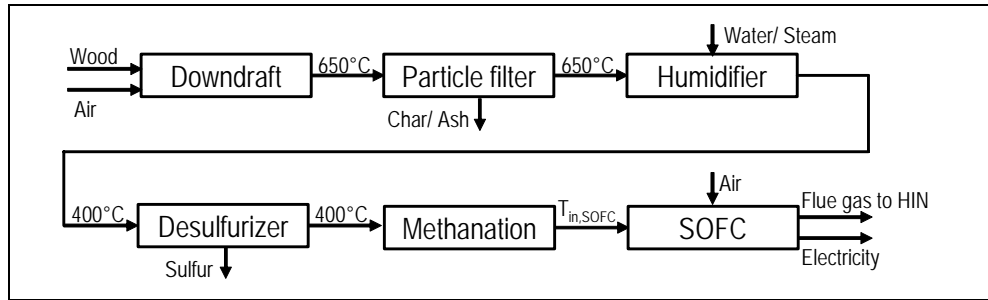 Water/ Steam
Wood
Downdraft
650°C
Particle filter
650°C
Humidifier
Air
Char/ Ash
Air
Flue gas to HIN
400°C
Desulfurizer
400°C
Methanation
T in,SOFC
SOFC
Electricity
Sulfur